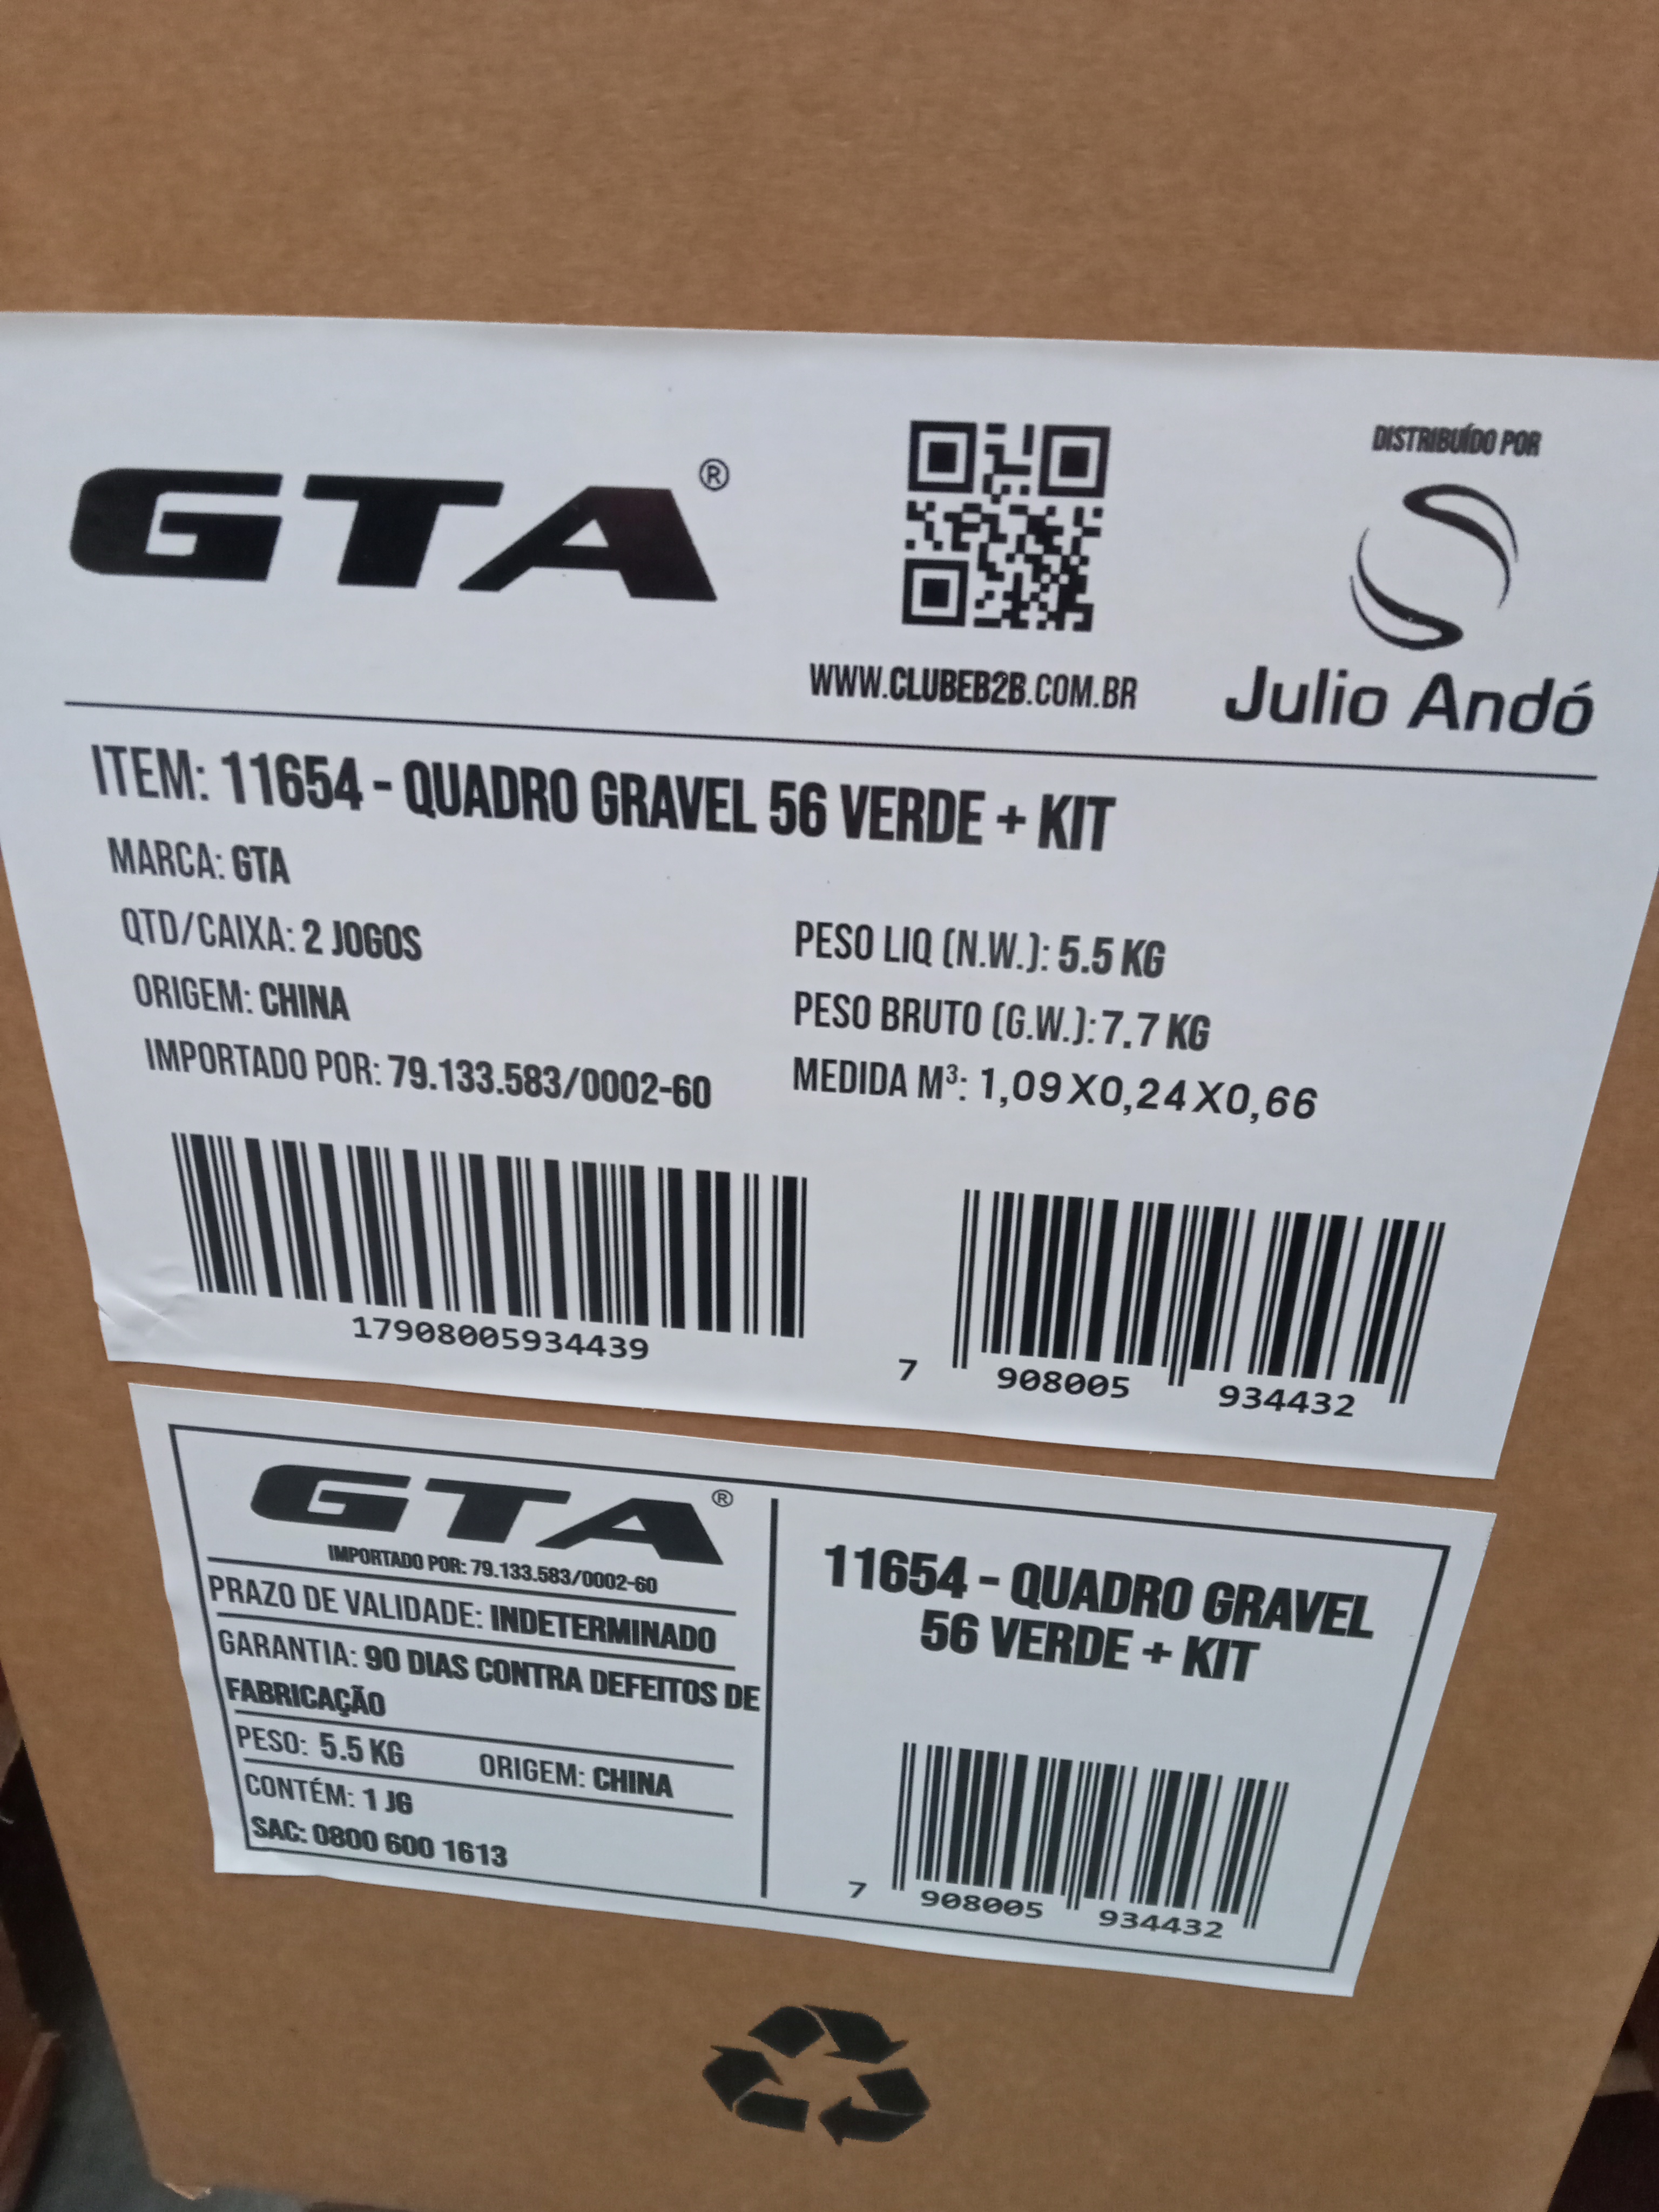 GTA®
WWW.CLUBEB2B.COM.BR
DISTRIBUÍDO POR
Julio Andó
ITEM: 11654 - QUADRO GRAVEL 56 VERDE + KIT
MARCA: GTA
QTD/CAIXA: 2 JOGOS
ORIGEM: CHINA
IMPORTADO POR: 79.133.583/0002-60
PESO LIQ (N.W.): 5.5 KG
PESO BRUTO (G.W.): 7.7 KG
MEDIDA M³: 1,09X0,24X0,66
17908005934439
7 908005 934432
GTA®
IMPORTADO POR: 79.133.583/0002-60
PRAZO DE VALIDADE: INDETERMINADO
GARANTIA: 90 DIAS CONTRA DEFEITOS DE
FABRICAÇÃO
PESO: 5.5 KG ORIGEM: CHINA
CONTÉM: 1 JG
SAC: 0800 600 1613
11654 - QUADRO GRAVEL
56 VERDE + KIT
7 908005 934432